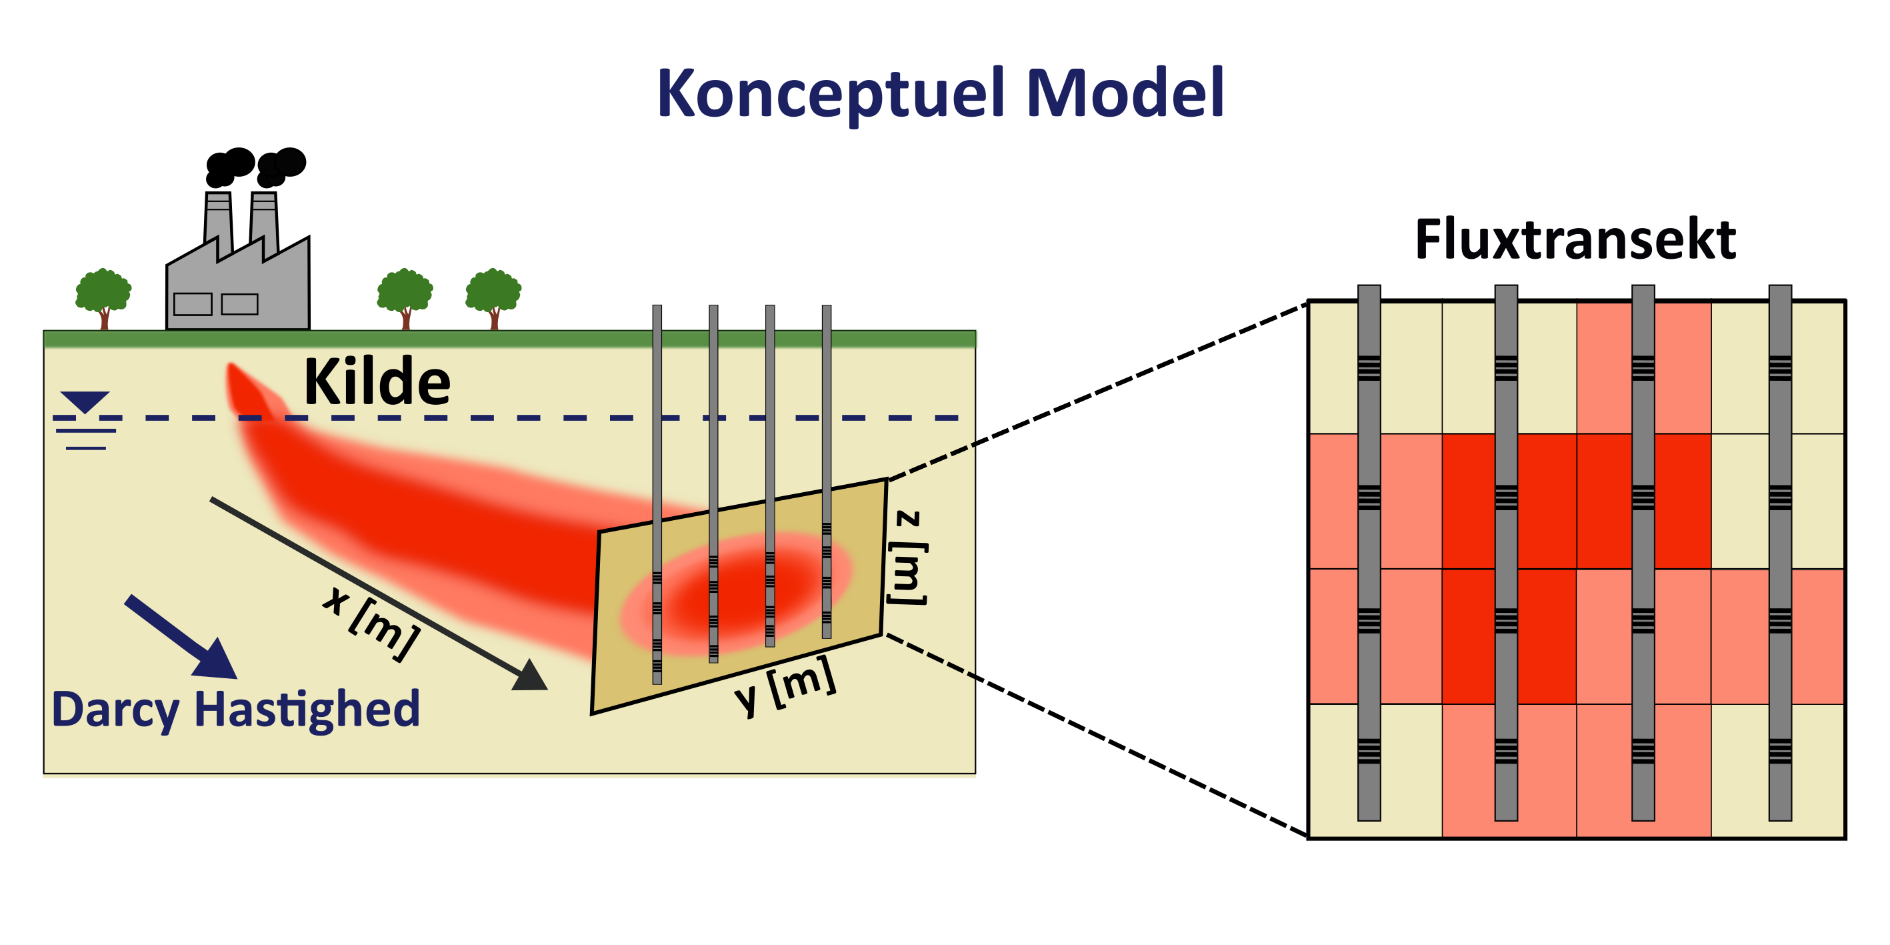 Konceptuel Model
Fluxtransekt
Kilde
z [m]
x [m]
y [m]
Darcy Hastighed